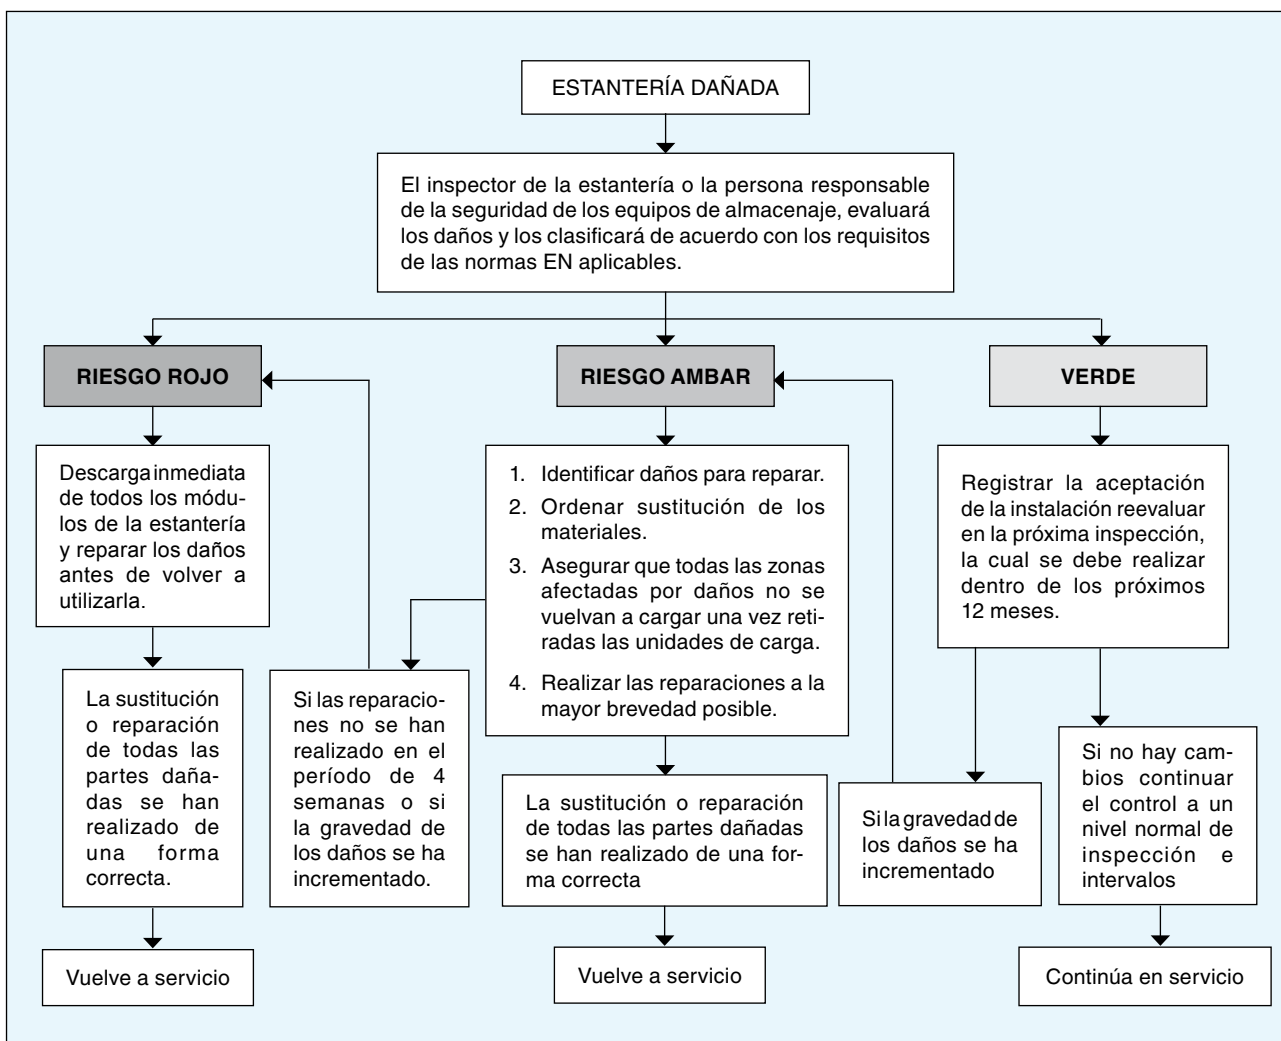 ESTANTERÍA DAÑADA
El inspector de la estantería o la persona responsable
de la seguridad de los equipos de almacenaje, evaluará
los daños y los clasificará de acuerdo con los requisitos
de las normas EN aplicables.
RIESGO ROJO
RIESGO AMBAR
VERDE
Descarga inmediata
de todos los módu-
los de la estantería
y reparar los daños
antes de volver a
utilizarla.
1. Identificar daños para reparar.
2. Ordenar sustitución de los
materiales.
3. Asegurar que todas las zonas
afectadas por daños no se
vuelvan a cargar una vez reti-
radas las unidades de carga.
4. Realizar las reparaciones a la
mayor brevedad posible.
Registrar la aceptación
de la instalación reevaluar
en la próxima inspección,
la cual se debe realizar
dentro de los próximos
12 meses.
La sustitución
o reparación
de todas las
partes daña-
das se han
realizado de
una forma
correcta.
Si las reparacio-
nes no se han
realizado en el
período de 4
semanas o si
la gravedad de
los daños se ha
incrementado.
La sustitución o reparación
de todas las partes dañadas
se han realizado de una for-
ma correcta
Si la gravedad de
los daños se ha
incrementado
Si no hay cam-
bios continuar
el control a un
nivel normal de
inspección e
intervalos
Vuelve a servicio
Vuelve a servicio
Continúa en servicio